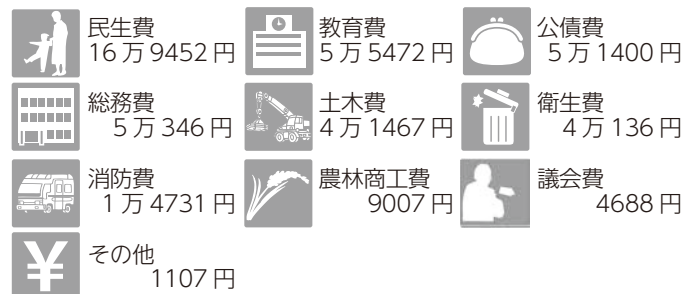 民生費
16万9452円
教育費
5万5472円
公債費
5万1400円
総務費
5万346円
土木費
4万1467円
衛生費
4万136円
消防費
1万4731円
農林商工費
9007円
議会費
4688円
¥
その他
1107円